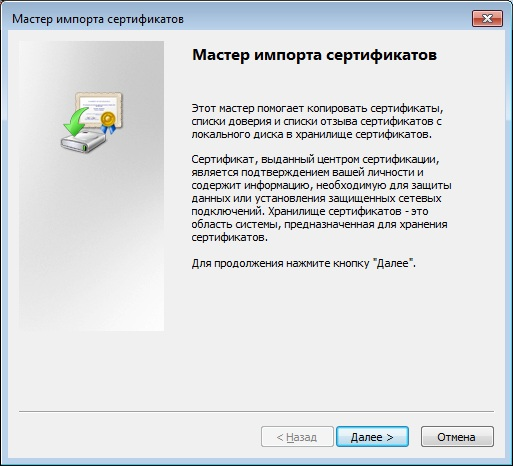 Мастер импорта сертификатов
Мастер импорта сертификатов
Этот мастер помогает копировать сертификаты,
списки доверия и списки отзыва сертификатов с
локального диска в хранилище сертификатов.
Сертификат, выданный центром сертификации,
является подтверждением вашей личности и
содержит информацию, необходимую для защиты
данных или установления защищенных сетевых
подключений. Хранилище сертификатов - это
область системы, предназначенная для хранения
сертификатов.
Для продолжения нажмите кнопку "Далее".
< Назад
Далее >
Отмена